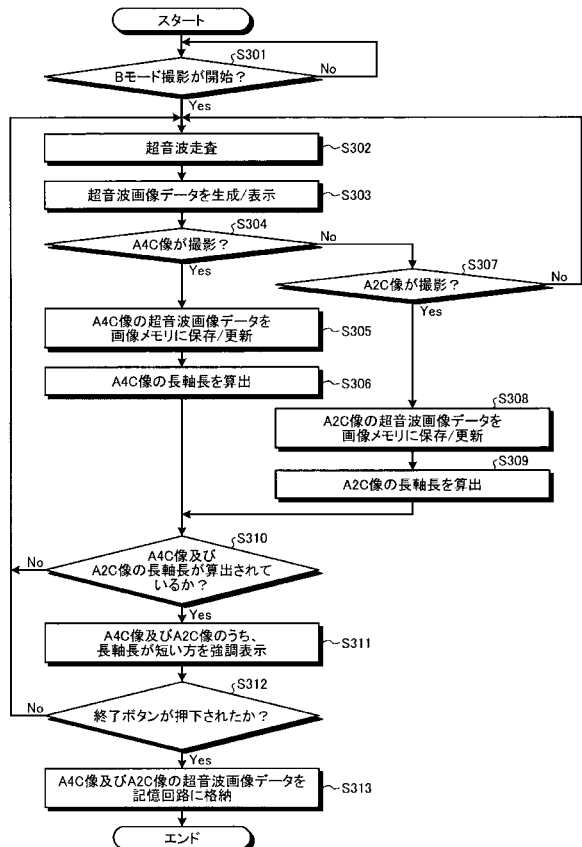 スタート
S301
Bモード撮影が開始？
No
Yes
超音波走査
S302
超音波画像データを生成/表示
S303
S304
A4C像が撮影？
No
Yes
S307
A2C像が撮影？
No
Yes
A4C像の超音波画像データを
画像メモリに保存/更新
S305
A4C像の長軸長を算出
S306
S308
A2C像の超音波画像データを
画像メモリに保存/更新
S309
A2C像の長軸長を算出
S310
A4C像及び
A2C像の長軸長が算出されて
いるか？
No
Yes
A4C像及びA2C像のうち、
長軸長が短い方を強調表示
S311
S312
終了ボタンが押下されたか？
No
Yes
A4C像及びA2C像の超音波画像データを
記憶回路に格納
S313
エンド